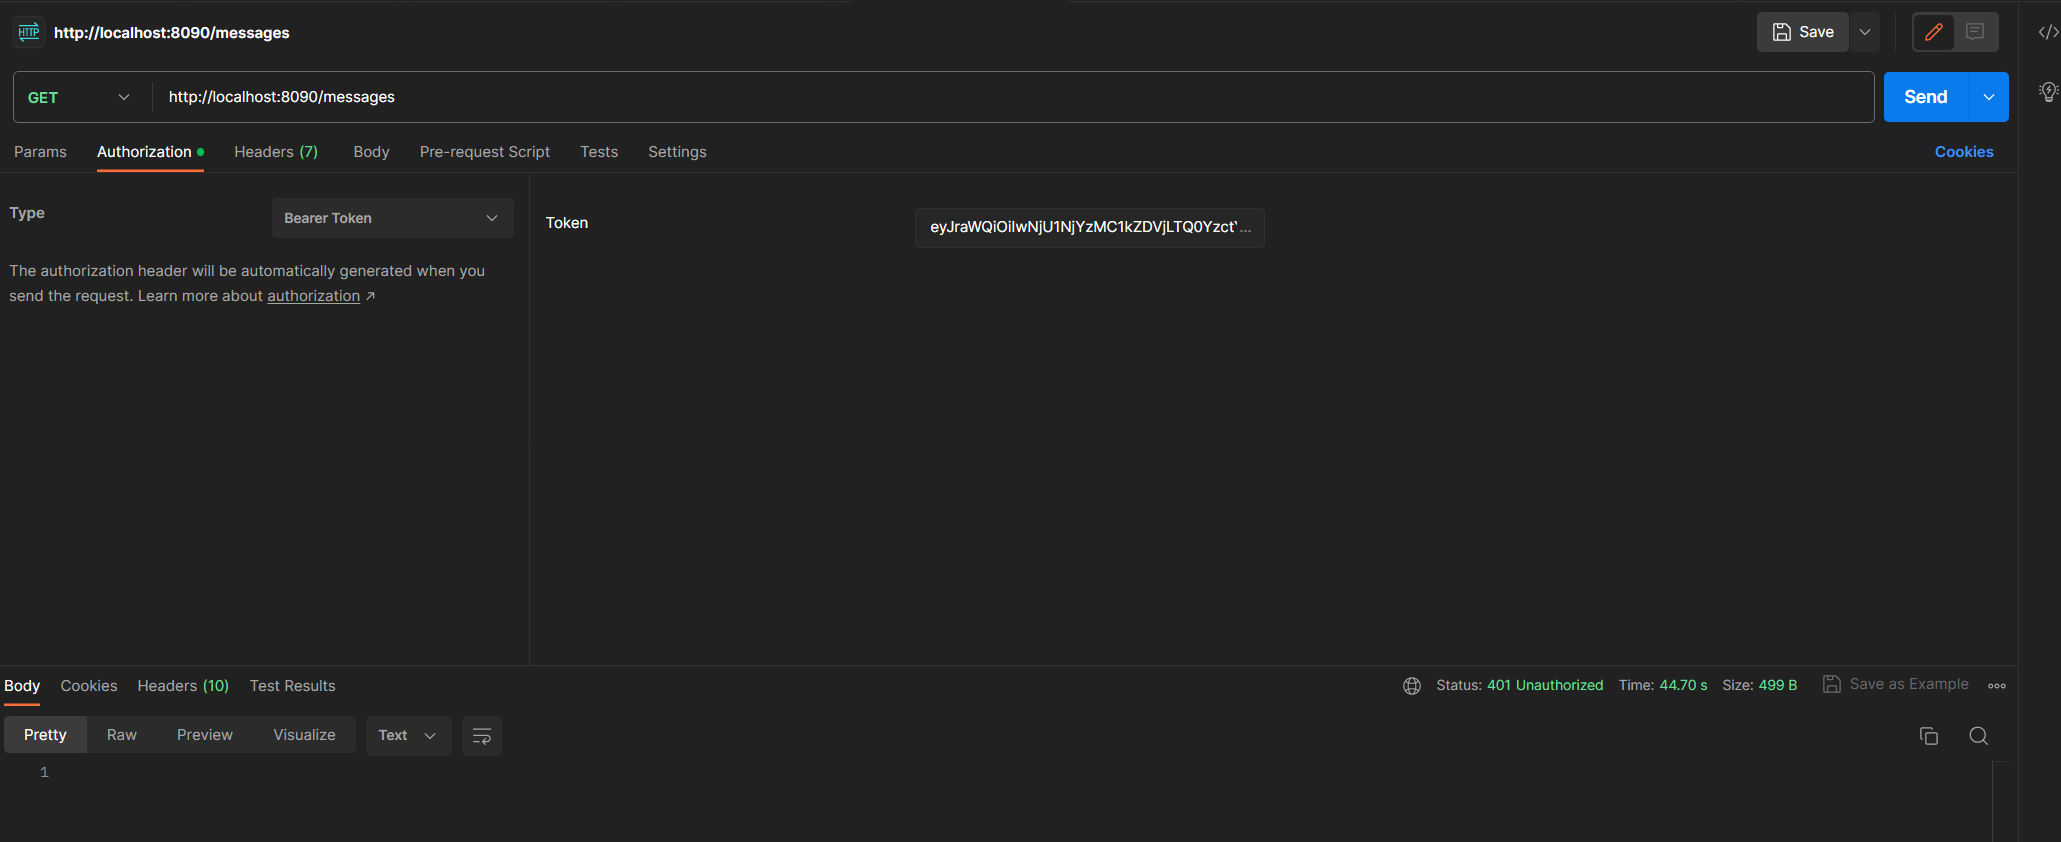 HTTP http://localhost:8090/messages Save
GET http://localhost:8090/messages Send
Params Authorization Headers (7) Body Pre-request Script Tests Settings Cookies
Type Bearer Token
The authorization header will be automatically generated when you
send the request. Learn more about authorization ↗
Token eyJraWQiOiIwNjU1NjYzMC1kZDVjLTQ0Yzct...
Body Cookies Headers (10) Test Results Status: 401 Unauthorized Time: 44.70 s Size: 499 B Save as Example
Pretty Raw Preview Visualize Text
1